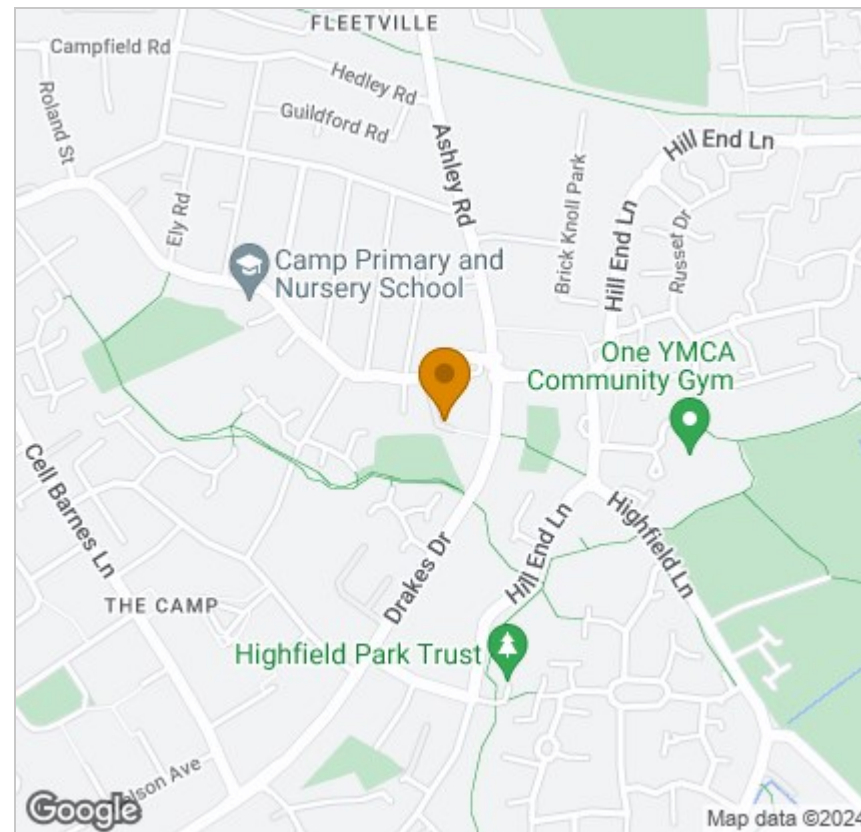 FLEETVILLE
Campfield Rd
Hedley Rd
Roland St
Guildford Rd
Ashley Rd
Hill End Ln
Ely Rd
Brick Knoll Park
Hill End Ln
Russet Dr
Camp Primary and
Nursery School
One YMCA
Community Gym
Cell Barnes Ln
Highfield Ln
Hill End Ln
Drakes Dr
THE CAMP
Highfield Park Trust
Google
Map data ©2024